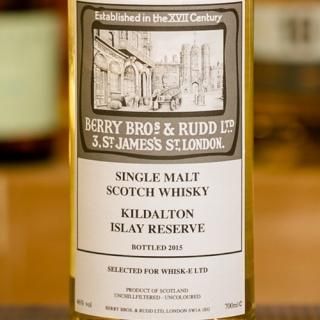 Established in the XVII Century
BERRY BROS & RUDD LTD
3, ST JAMES'S ST, LONDON.
SINGLE MALT
SCOTCH WHISKY
KILDALTON
ISLAY RESERVE
BOTTLED 2015
SELECTED FOR WHISK-E LTD
PRODUCT OF SCOTLAND
UNCHILLFILTERED - UNCOLOURED
46% vol
700ml e
BERRY BROS. & RUDD LTD, LONDON SW1A 1EG